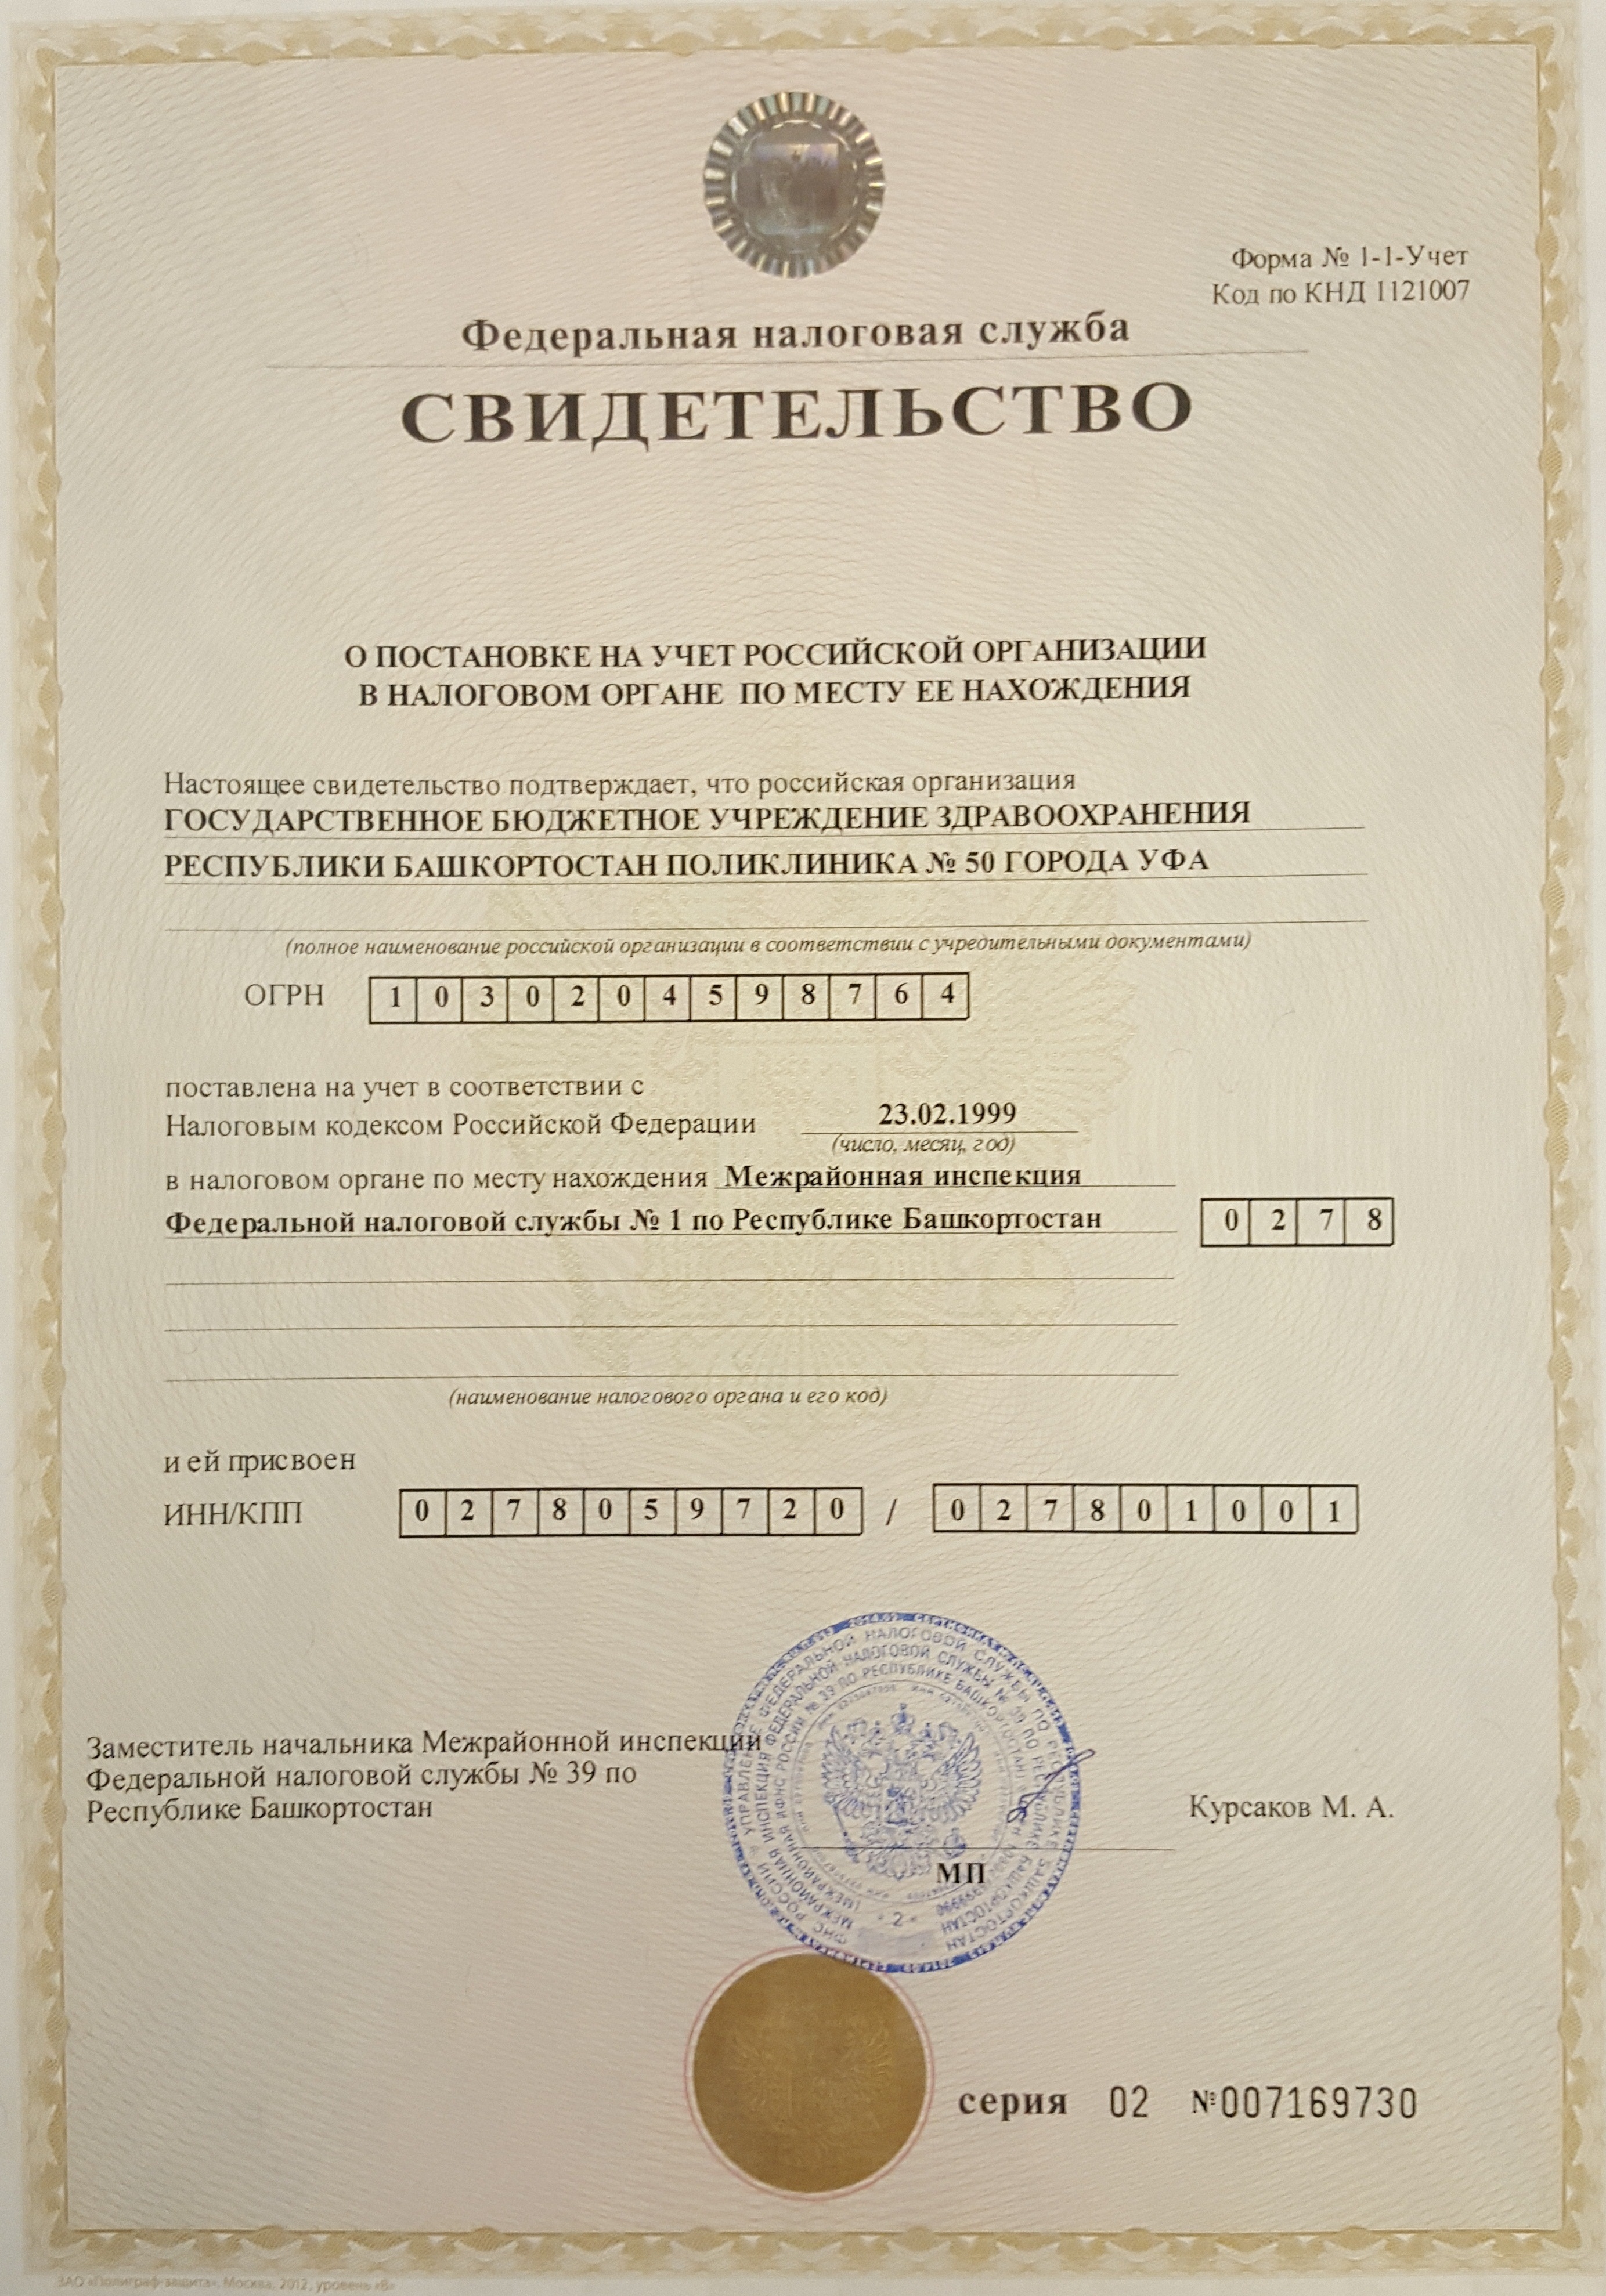 Форма № 1-1-Учет
Код по КНД 1121007
Федеральная налоговая служба
СВИДЕТЕЛЬСТВО
О ПОСТАНОВКЕ НА УЧЕТ РОССИЙСКОЙ ОРГАНИЗАЦИИ
В НАЛОГОВОМ ОРГАНЕ ПО МЕСТУ ЕЕ НАХОЖДЕНИЯ
Настоящее свидетельство подтверждает, что российская организация
ГОСУДАРСТВЕННОЕ БЮДЖЕТНОЕ УЧРЕЖДЕНИЕ ЗДРАВООХРАНЕНИЯ
РЕСПУБЛИКИ БАШКОРТОСТАН ПОЛИКЛИНИКА № 50 ГОРОДА УФА
(полное наименование российской организации в соответствии с учредительными документами)
ОГРН 1 0 3 0 2 0 4 5 9 8 7 6 4
поставлена на учет в соответствии с
Налоговым кодексом Российской Федерации 23.02.1999
(число, месяц, год)
в налоговом органе по месту нахождения Межрайонная инспекция
Федеральной налоговой службы № 1 по Республике Башкортостан 0 2 7 8
(наименование налогового органа и его код)
и ей присвоен
ИНН/КПП 0 2 7 8 0 5 9 7 2 0 / 0 2 7 8 0 1 0 0 1
Заместитель начальника Межрайонной инспекции
Федеральной налоговой службы № 39 по
Республике Башкортостан
Курсаков М. А.
МП
серия 02 №007169730
ЗАО «Полиграф-защита», Москва, 2012, уровень «В»